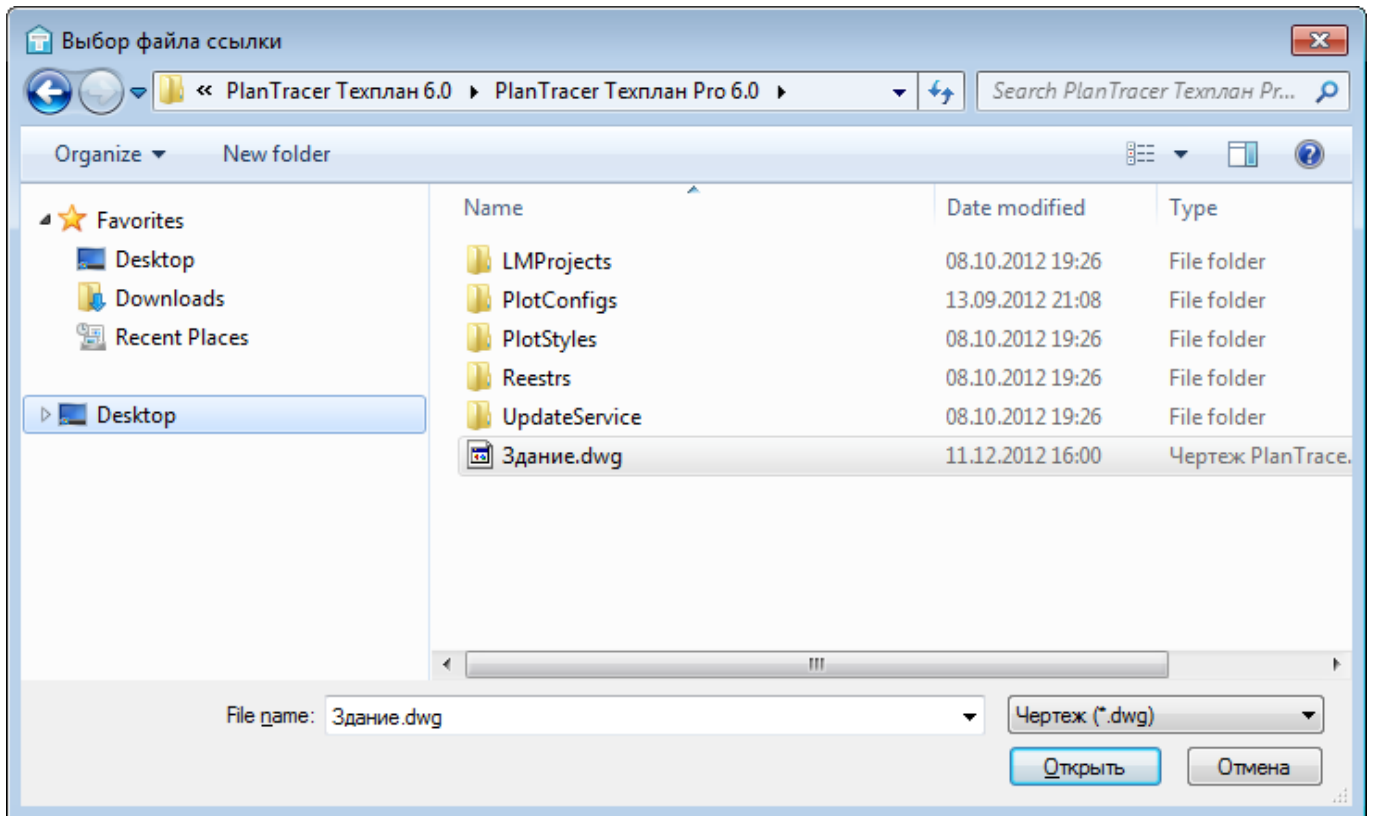 Выбор файла ссылки
« PlanTracer Техплан 6.0 PlanTracer Техплан Pro 6.0 Search PlanTracer Техплан Pr...
Organize New folder
Name Date modified Type
Favorites
Desktop
Downloads
Recent Places
Desktop
LMProjects 08.10.2012 19:26 File folder
PlotConfigs 13.09.2012 21:08 File folder
PlotStyles 08.10.2012 19:26 File folder
Reestrs 08.10.2012 19:26 File folder
UpdateService 08.10.2012 19:26 File folder
Здание.dwg 11.12.2012 16:00 Чертеж PlanTrace.
File name: Здание.dwg Чертеж (*.dwg)
Открыть Отмена